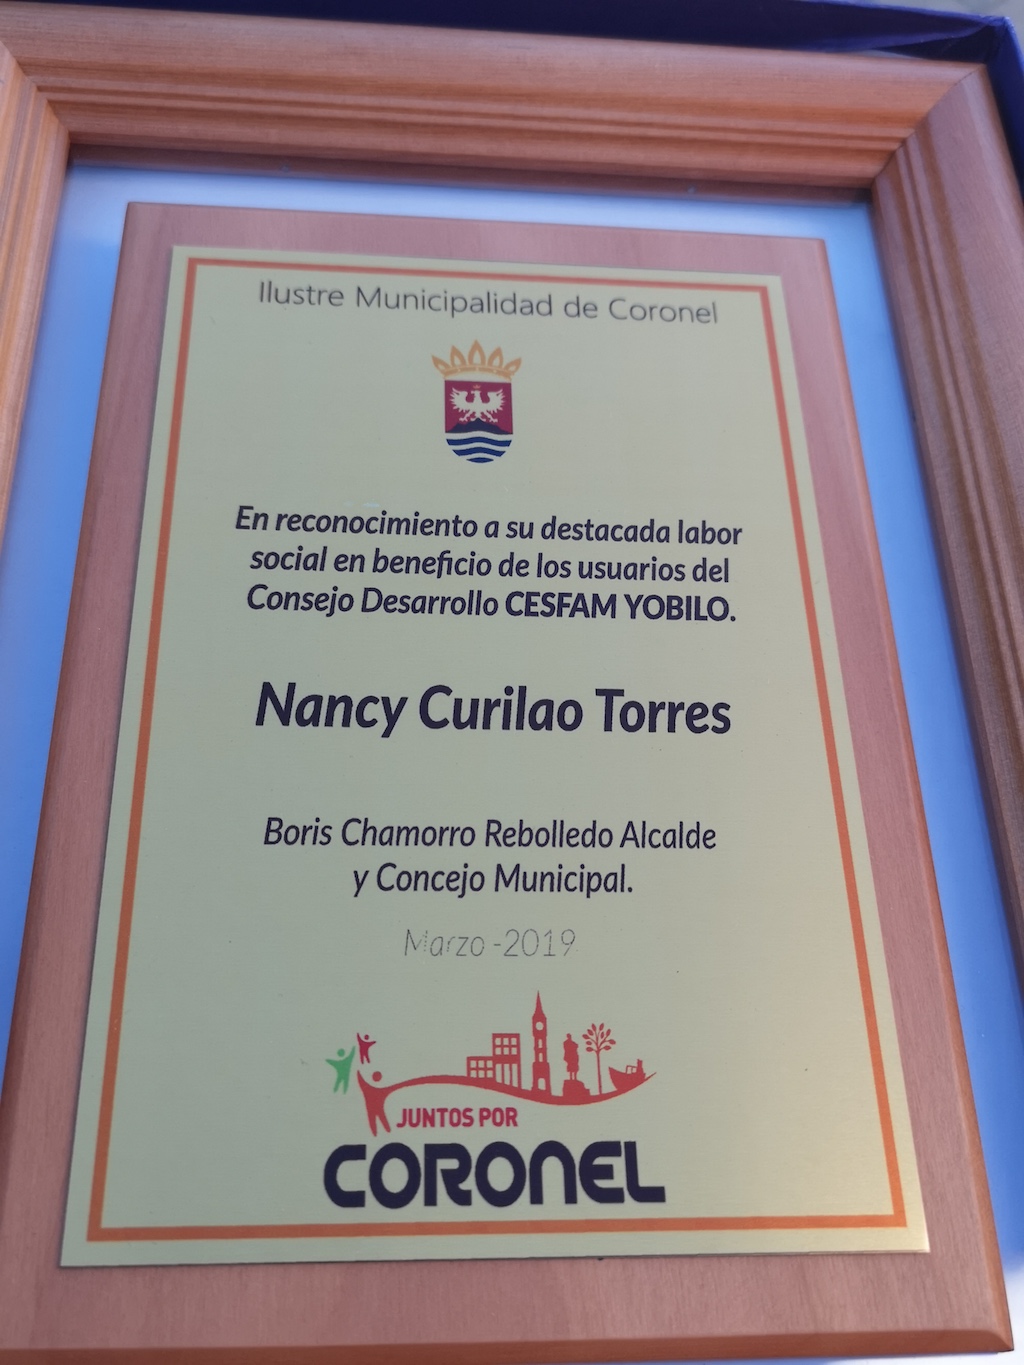 Ilustre Municipalidad de Coronel
En reconocimiento a su destacada labor
social en beneficio de los usuarios del
Consejo Desarrollo CESFAM YOBILO.
Nancy Curilao Torres
Boris Chamorro Rebolledo Alcalde
y Concejo Municipal.
Marzo -2019
JUNTOS POR
CORONEL